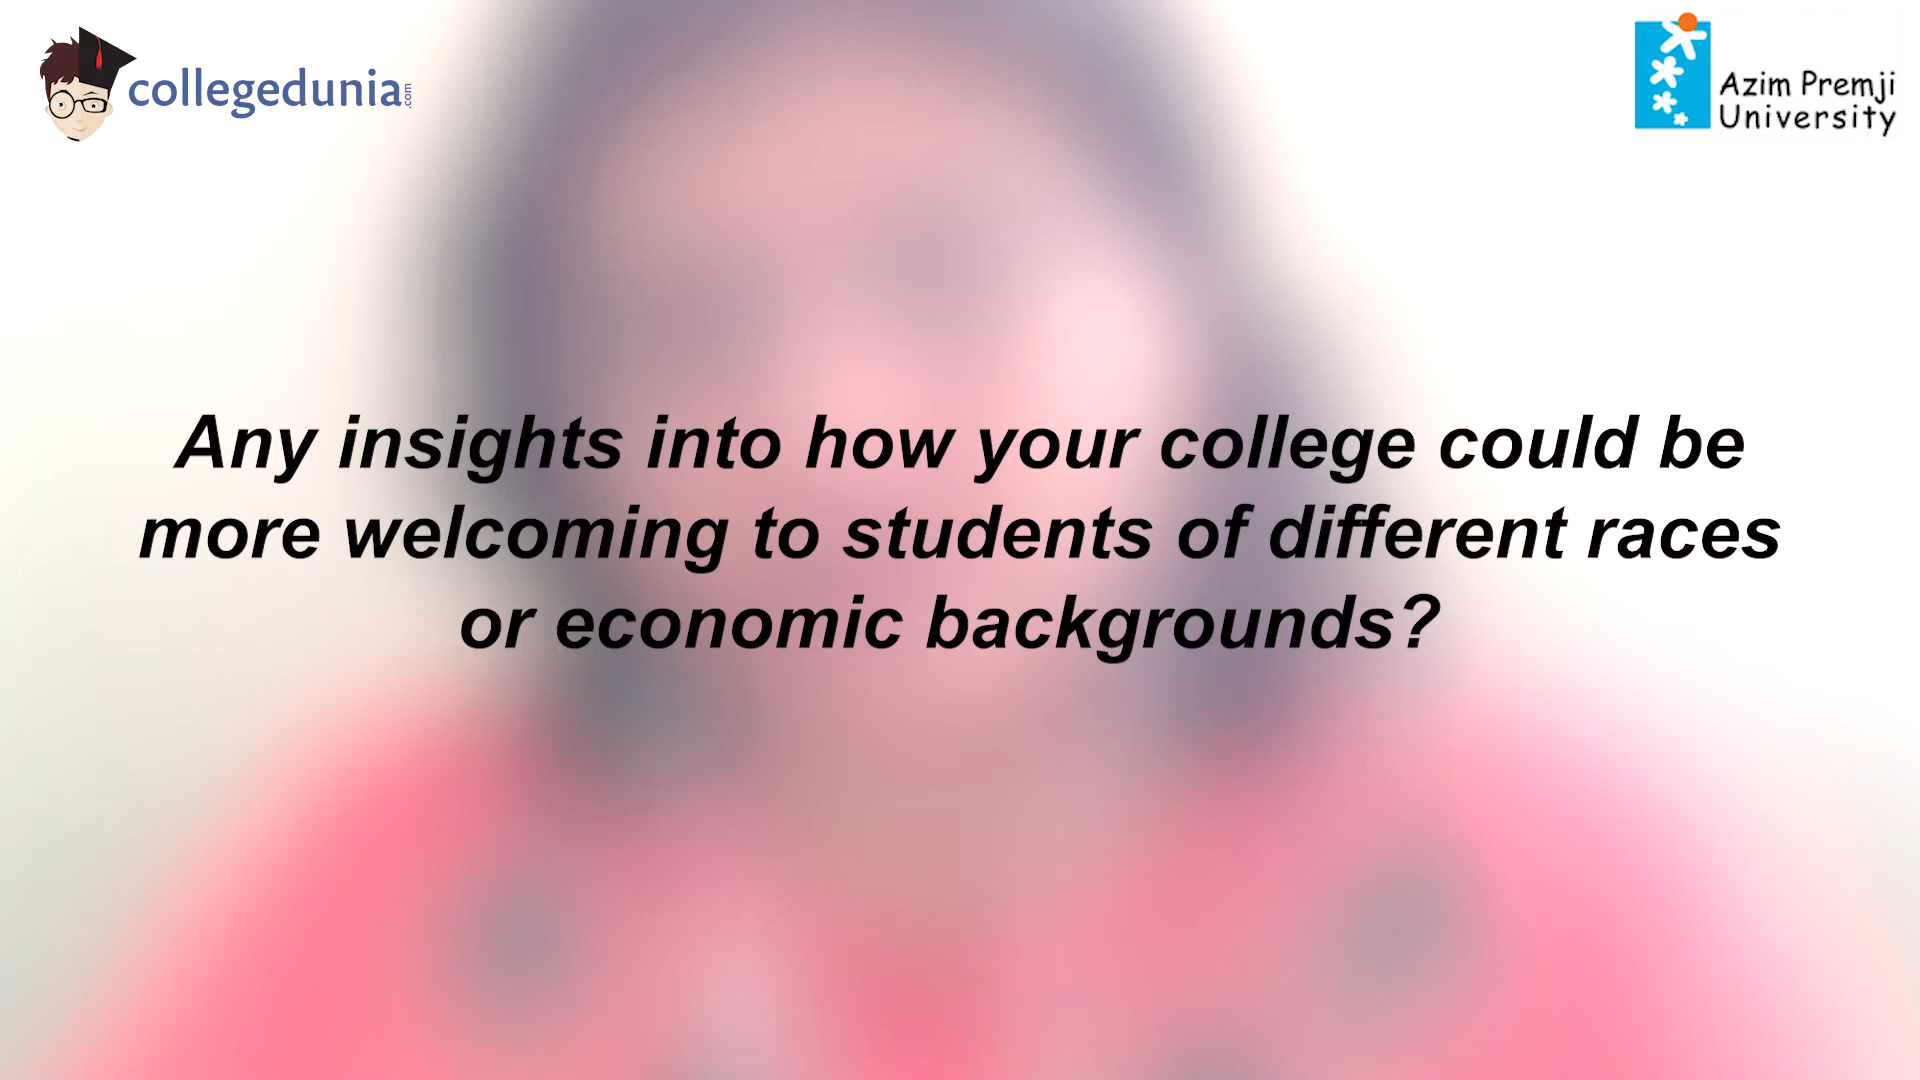 collegedunia.com
Azim Premji
University
Any insights into how your college could be
more welcoming to students of different races
or economic backgrounds?